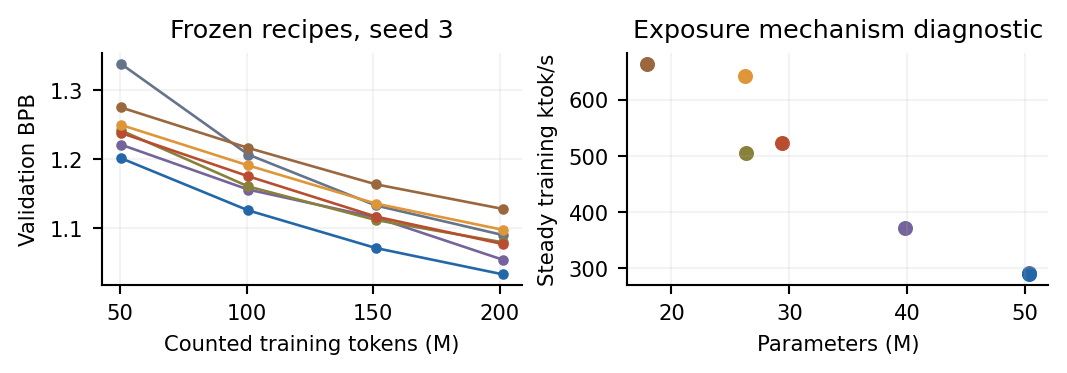 Frozen recipes, seed 3
Validation BPB
1.3
1.2
1.1
50
100
150
200
Counted training tokens (M)
Exposure mechanism diagnostic
Steady training ktok/s
600
500
400
300
20
30
40
50
Parameters (M)